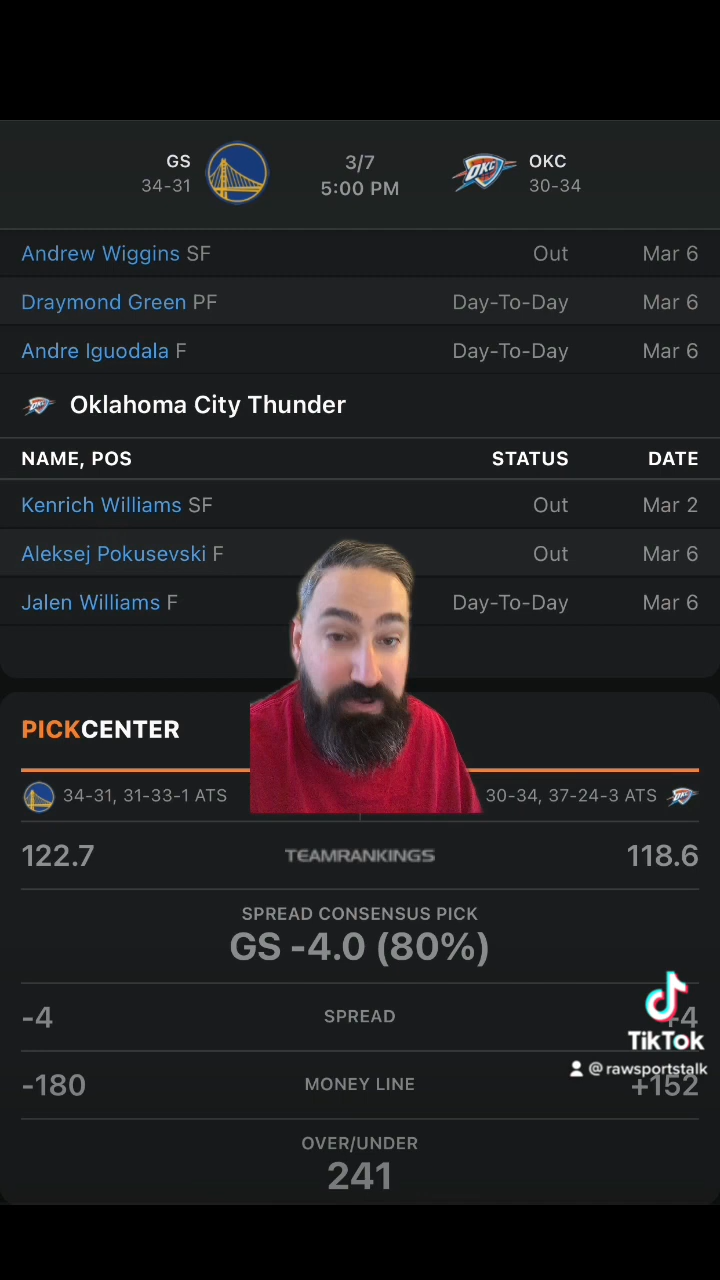 GS 3/7 OKC
34-31 5:00 PM 30-34
Andrew Wiggins SF Out Mar 6
Draymond Green PF Day-To-Day Mar 6
Andre Iguodala F Day-To-Day Mar 6
OKC Oklahoma City Thunder
NAME, POS STATUS DATE
Kenrich Williams SF Out Mar 2
Aleksej Pokusevski F Out Mar 6
Jalen Williams F Day-To-Day Mar 6
PICKCENTER
34-31, 31-33-1 ATS 30-34, 37-24-3 ATS
122.7 TEAMRANKINGS 118.6
SPREAD CONSENSUS PICK
GS -4.0 (80%)
-4 SPREAD +4
TikTok
@rawsportstalk
-180 MONEY LINE +152
OVER/UNDER
241